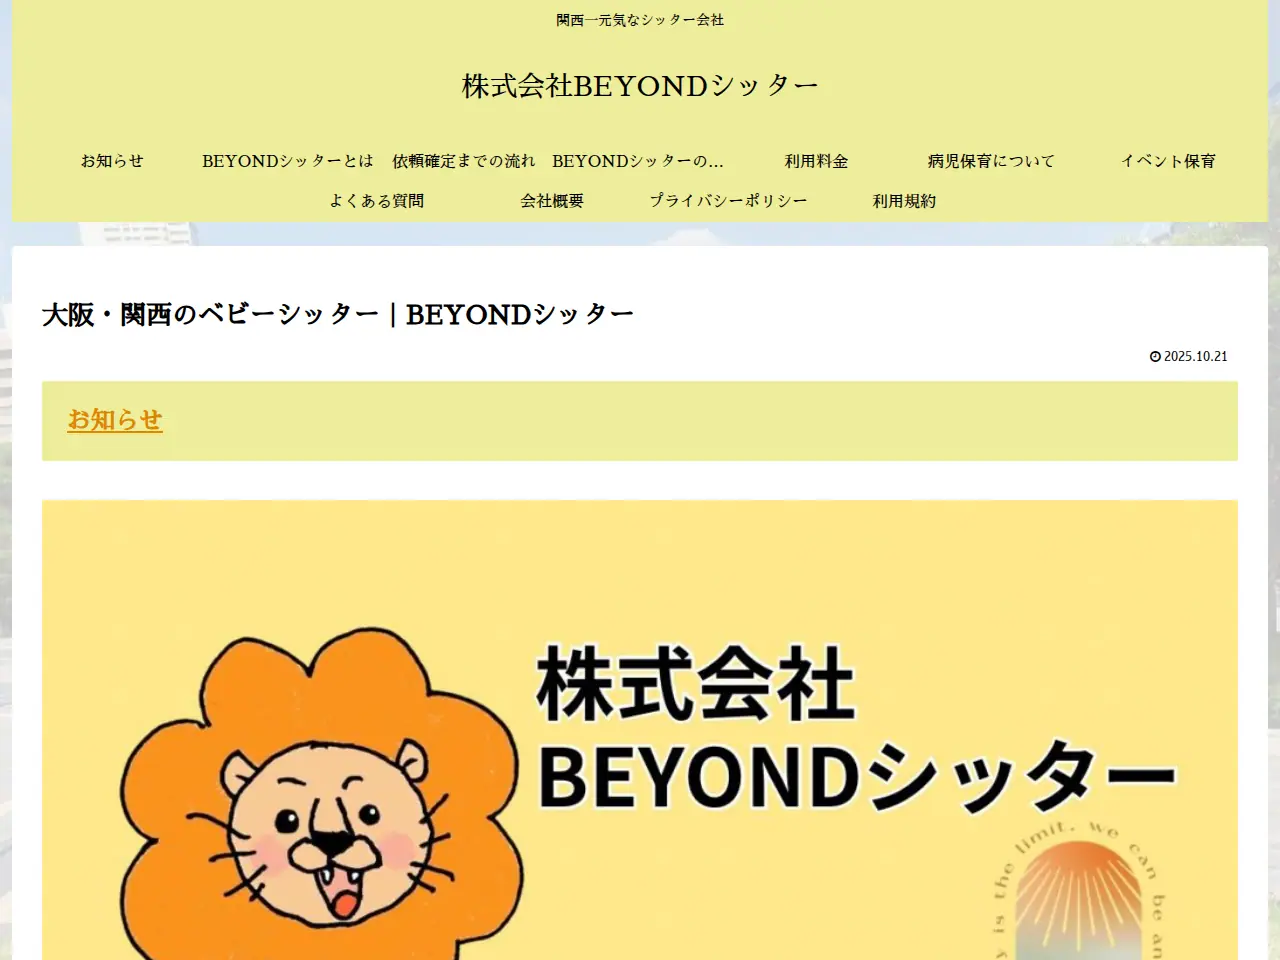 関西一元気なシッター会社
株式会社BEYONDシッター
お知らせ
BEYONDシッターとは
依頼確定までの流れ
BEYONDシッターの…
利用料金
病児保育について
イベント保育
よくある質問
会社概要
プライバシーポリシー
利用規約
大阪・関西のベビーシッター｜BEYONDシッター
2025.10.21
お知らせ
株式会社
BEYONDシッター
y is the limit. we can be an